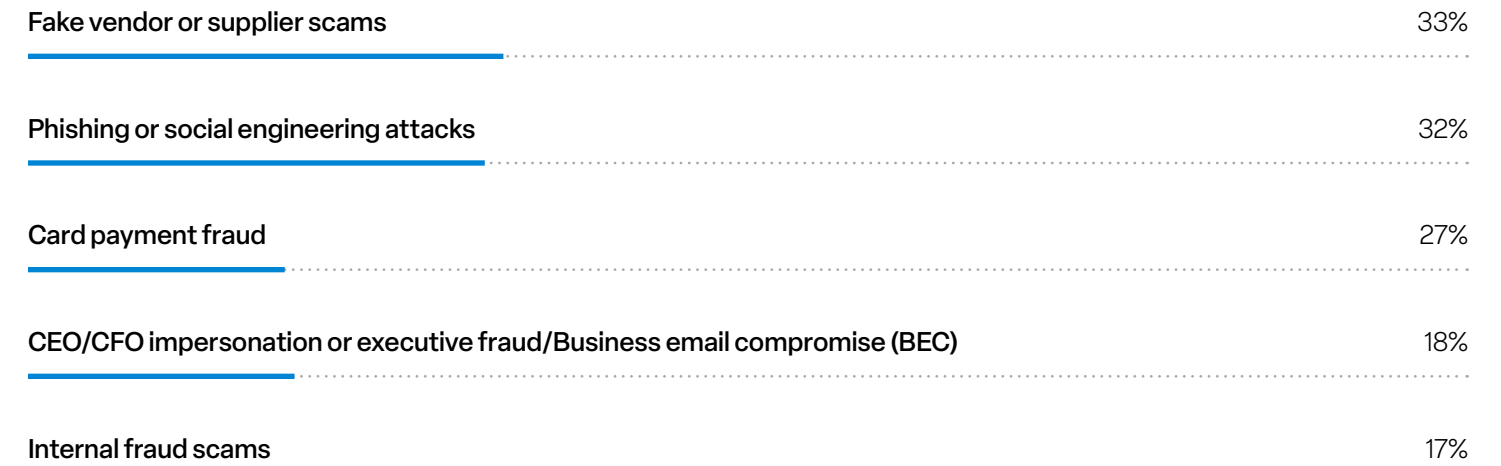 Fake vendor or supplier scams 33%
Phishing or social engineering attacks 32%
Card payment fraud 27%
CEO/CFO impersonation or executive fraud/Business email compromise (BEC) 18%
Internal fraud scams 17%